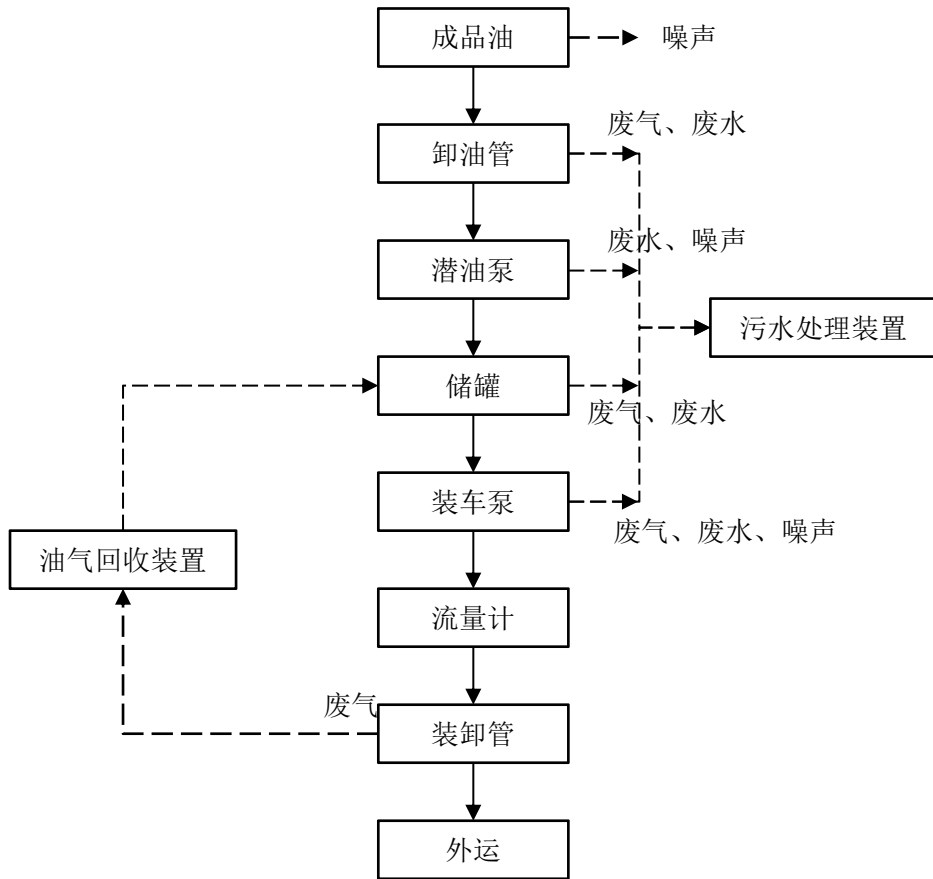 成品油
噪声
废气、废水
卸油管
废水、噪声
潜油泵
污水处理装置
储罐
废气、废水
装车泵
废气、废水、噪声
油气回收装置
流量计
废气
装卸管
外运